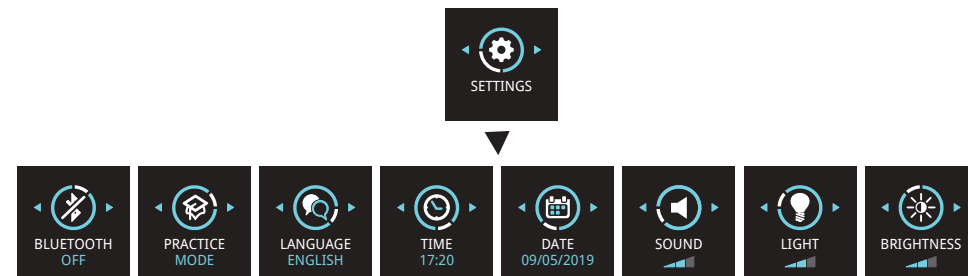 SETTINGS
BLUETOOTH
OFF
PRACTICE
MODE
LANGUAGE
ENGLISH
TIME
17:20
DATE
09/05/2019
SOUND
LIGHT
BRIGHTNESS